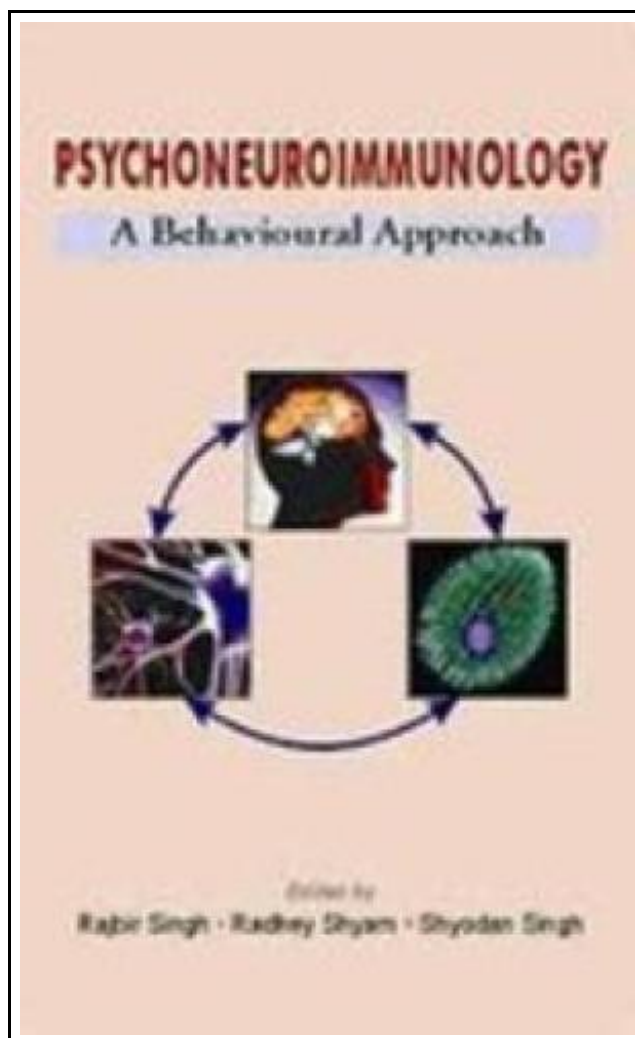 PSYCHONEUROIMMUNOLOGY
A Behavioural Approach
Edited by
Rajbir Singh · Radhey Shyam · Shyodan Singh